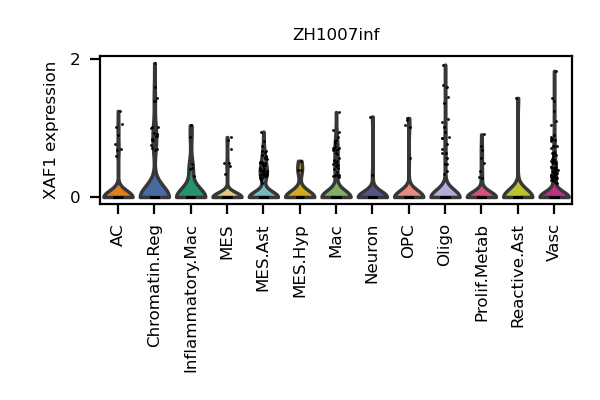 ZH1007inf
XAF1 expression
2
0
AC
Chromatin.Reg
Inflammatory.Mac
MES
MES.Ast
MES.Hyp
Mac
Neuron
OPC
Oligo
Prolif.Metab
Reactive.Ast
Vasc